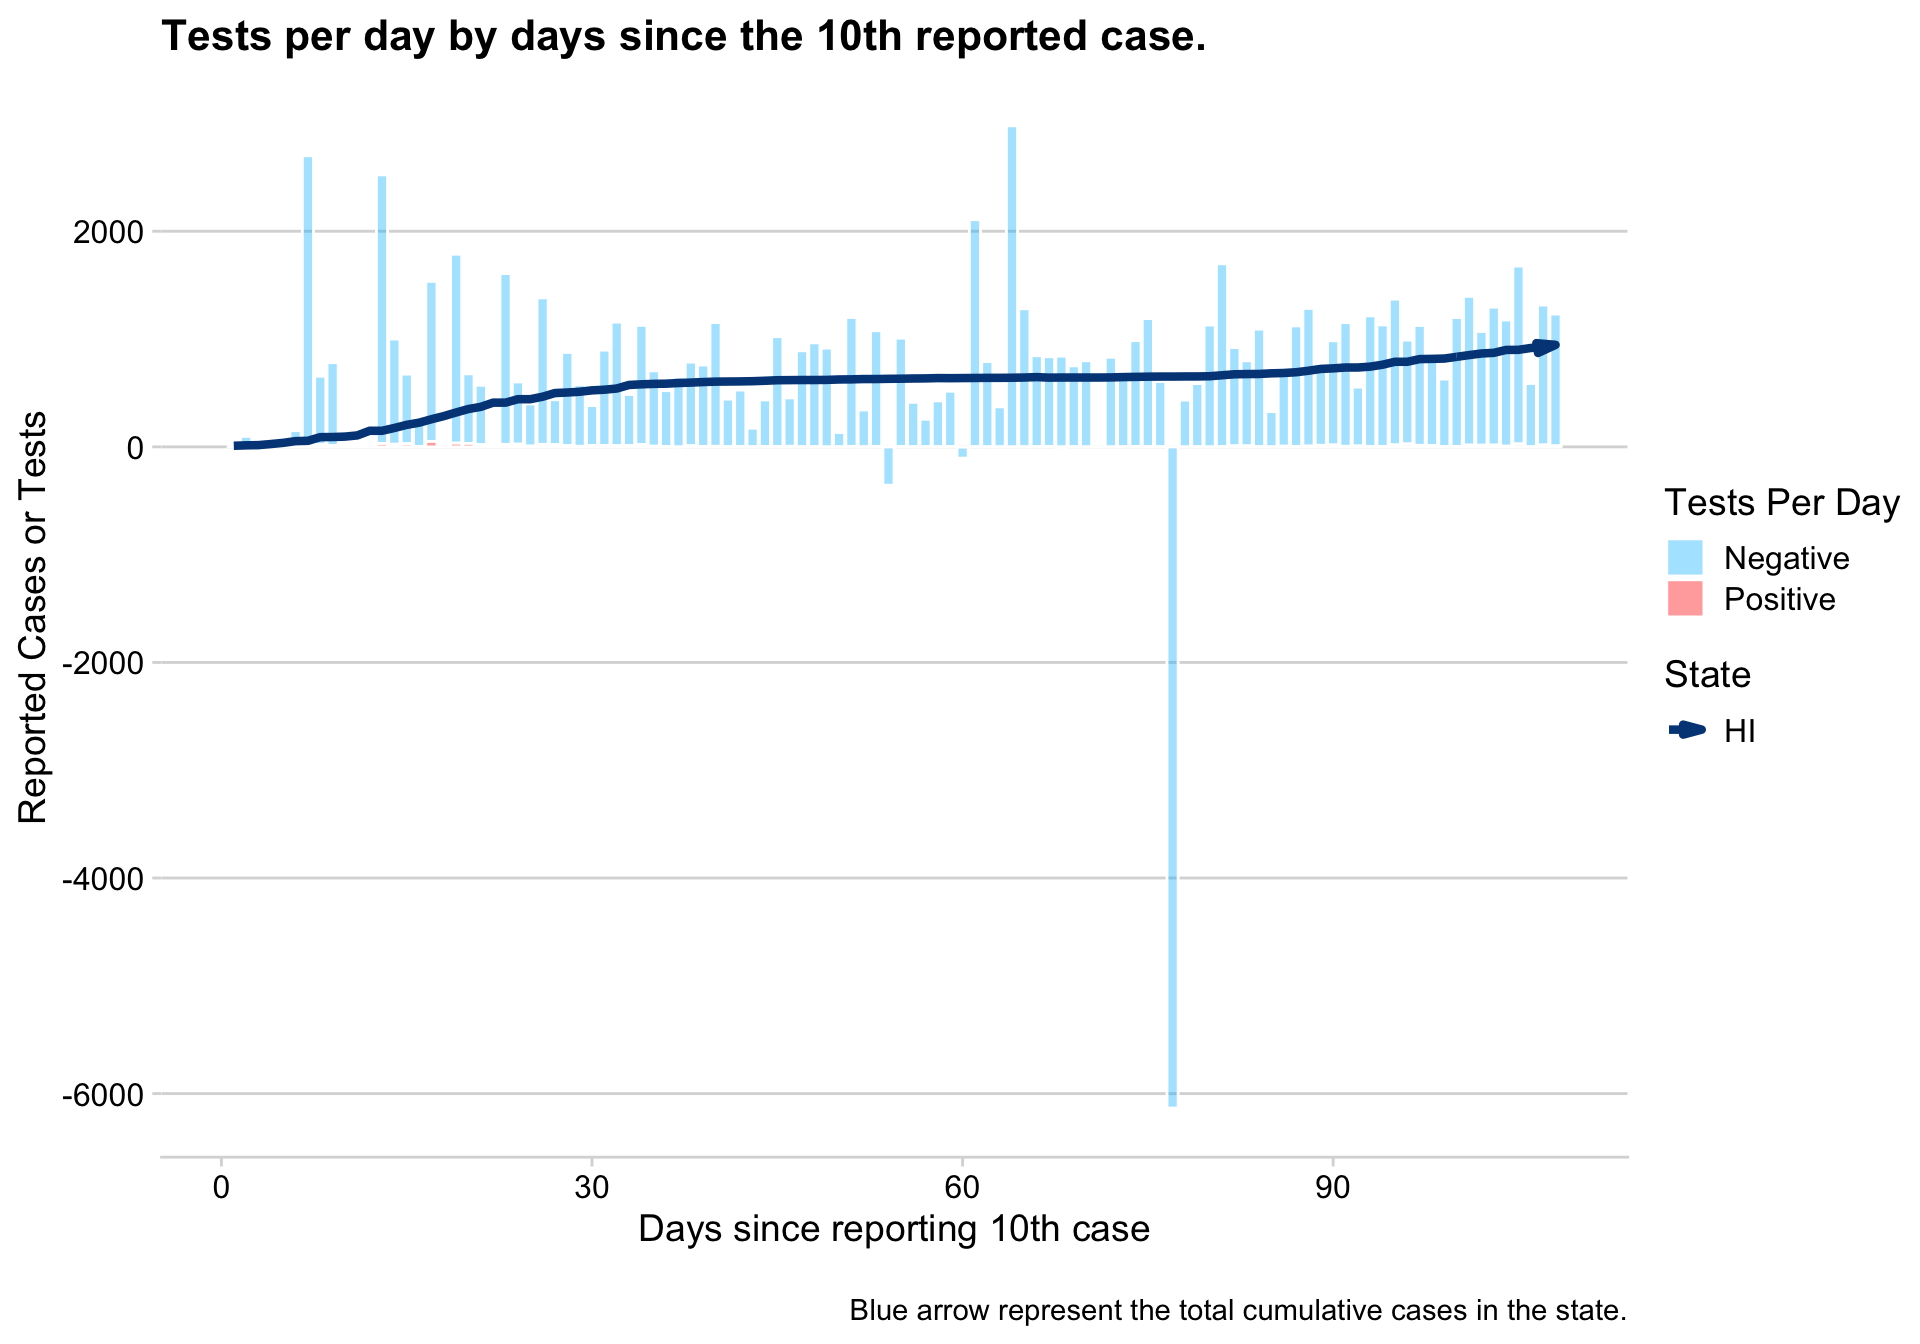 Tests per day by days since the 10th reported case.
Reported Cases or Tests
2000
0
-2000
-4000
-6000
0 30 60 90
Days since reporting 10th case
Tests Per Day
Negative
Positive
State
HI
Blue arrow represent the total cumulative cases in the state.